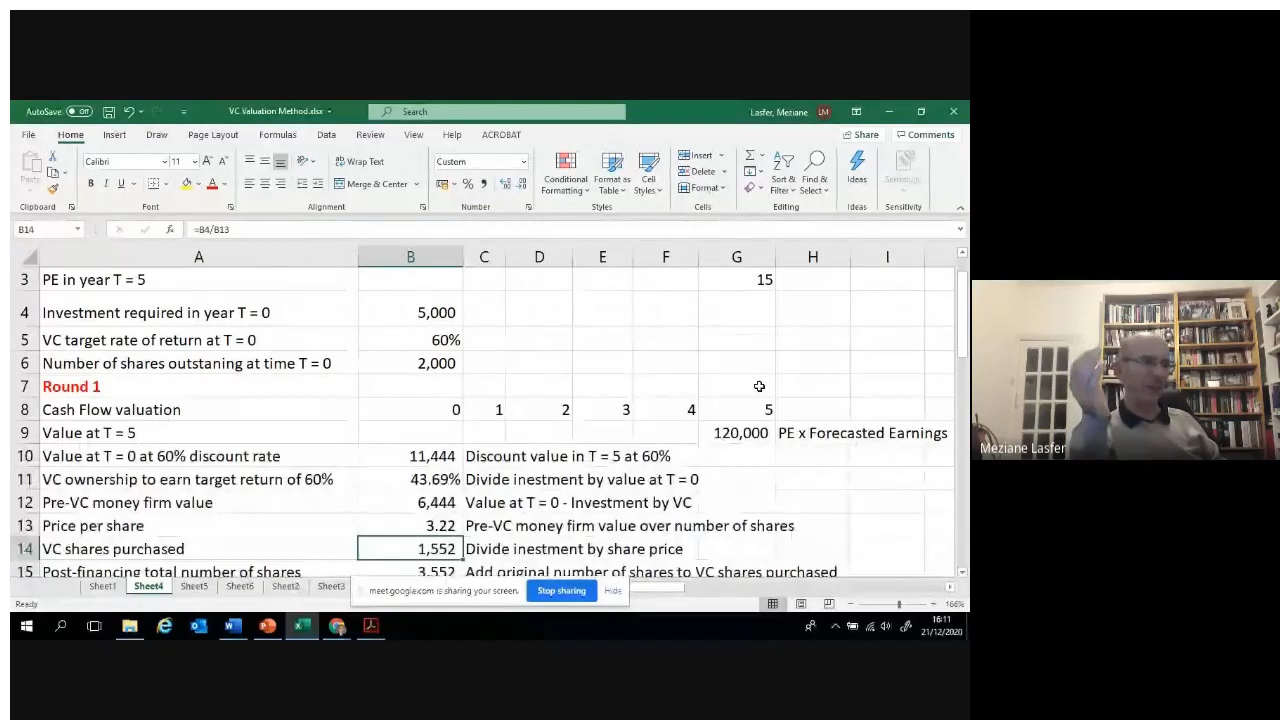 AutoSave Off VC Valuation Method.xlsx Search Lasfer, Meziane LM
File Home Insert Draw Page Layout Formulas Data Review View Help ACROBAT Share Comments
Calibri 11 A A Wrap Text Custom Insert
Paste B I U Merge & Center % Conditional Formatting Format as Table Cell Styles Delete Format Sort & Filter Find & Select Ideas Sensitivity
Clipboard Font Alignment Number Styles Cells Editing Ideas Sensitivity
B14 fx =B4/B13
A B C D E F G H I
3 PE in year T = 5 15
4 Investment required in year T = 0 5,000
5 VC target rate of return at T = 0 60%
6 Number of shares outstaning at time T = 0 2,000
7 Round 1
8 Cash Flow valuation 0 1 2 3 4 5
9 Value at T = 5 120,000 PE x Forecasted Earnings
10 Value at T = 0 at 60% discount rate 11,444 Discount value in T = 5 at 60%
11 VC ownership to earn target return of 60% 43.69% Divide inestment by value at T = 0
12 Pre-VC money firm value 6,444 Value at T = 0 - Investment by VC
13 Price per share 3.22 Pre-VC money firm value over number of shares
14 VC shares purchased 1,552 Divide inestment by share price
15 Post-financing total number of shares 3,552 Add original number of shares to VC shares purchased
Sheet1 Sheet4 Sheet5 Sheet6 Sheet2 Sheet3
meet.google.com is sharing your screen. Stop sharing Hide
Ready 166%
16:11
21/12/2020
Meziane Lasfer